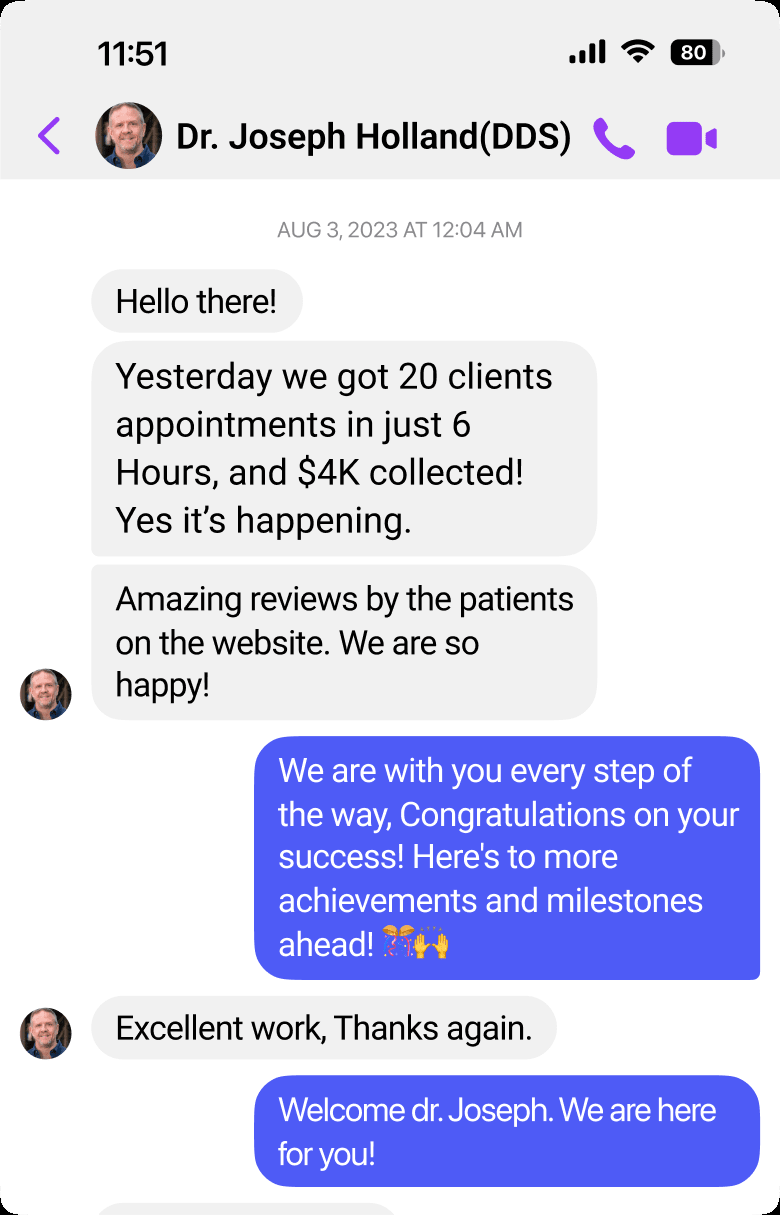 11:51
80
Dr. Joseph Holland(DDS)
AUG 3, 2023 AT 12:04 AM
Hello there!
Yesterday we got 20 clients
appointments in just 6
Hours, and $4K collected!
Yes it’s happening.
Amazing reviews by the patients
on the website. We are so
happy!
We are with you every step of
the way, Congratulations on your
success! Here's to more
achievements and milestones
ahead! 🎊🙌
Excellent work, Thanks again.
Welcome dr. Joseph. We are here
for you!